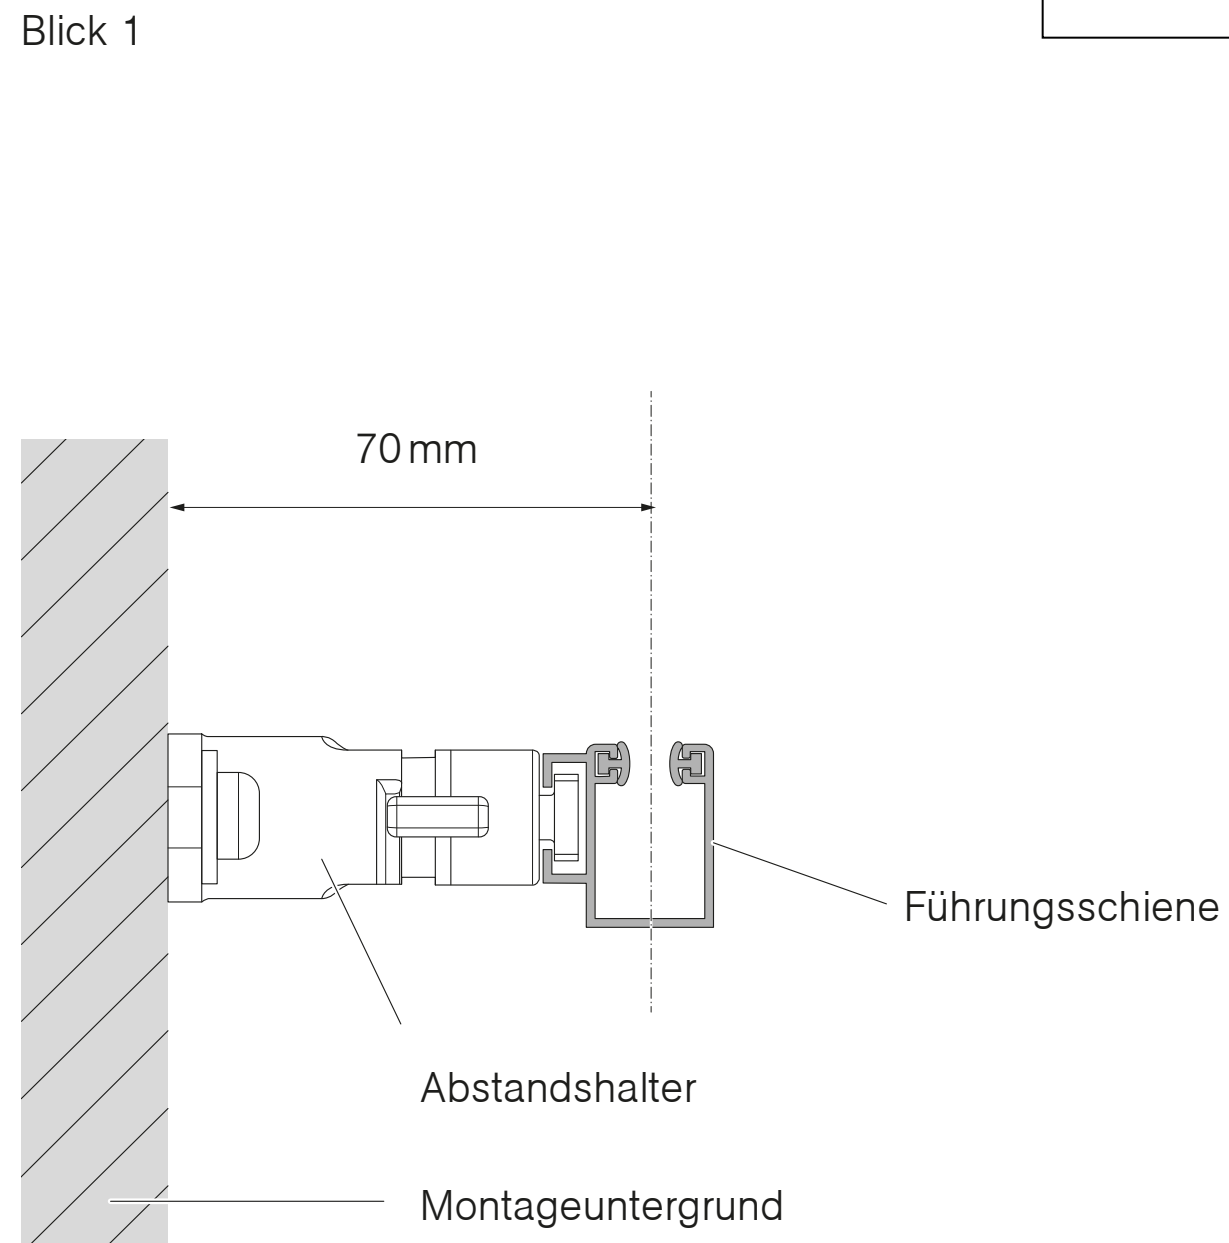 Blick 1
70 mm
Führungsschiene
Abstandshalter
Montageuntergrund